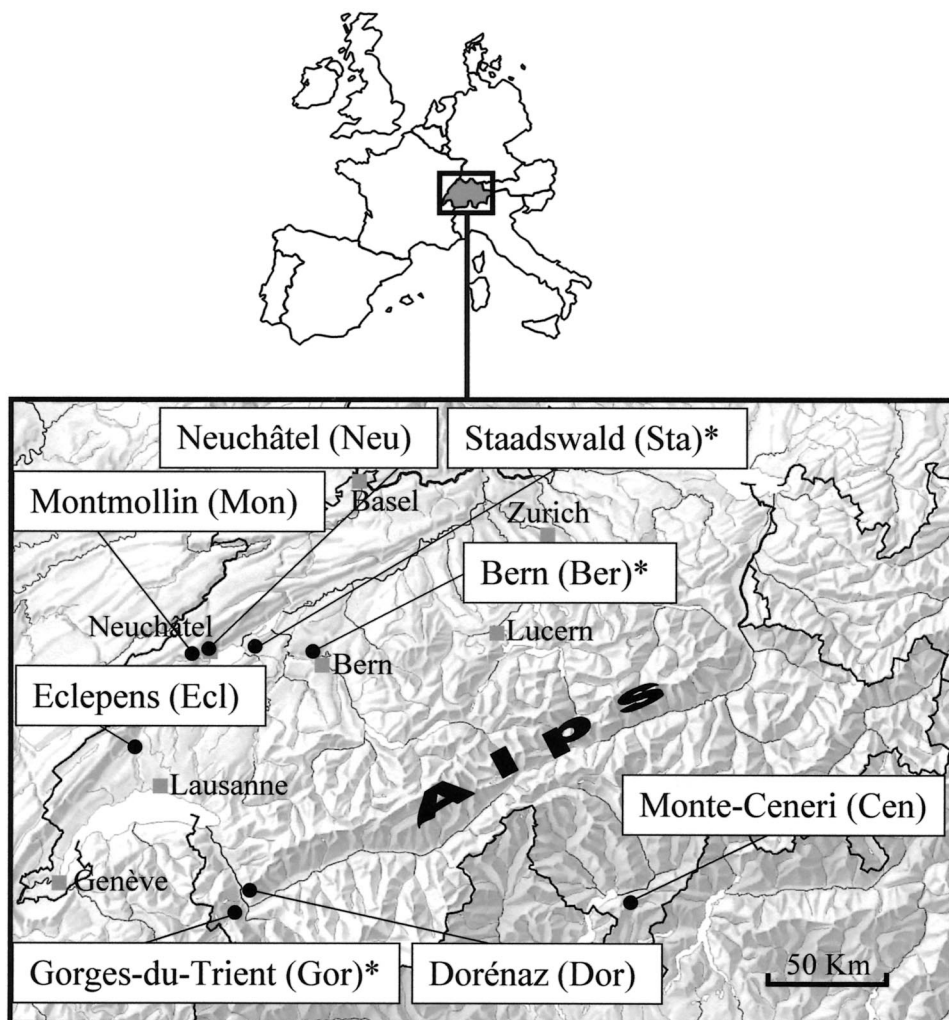 Neuchâtel (Neu)
Staadswald (Sta)*
Montmollin (Mon)
Basel
Zurich
Bern (Ber)*
Neuchâtel
Lucern
Bern
Eclepens (Ecl)
Alps
Lausanne
Monte-Ceneri (Cen)
Genève
Gorges-du-Trient (Gor)*
Dorénaz (Dor)
50 Km